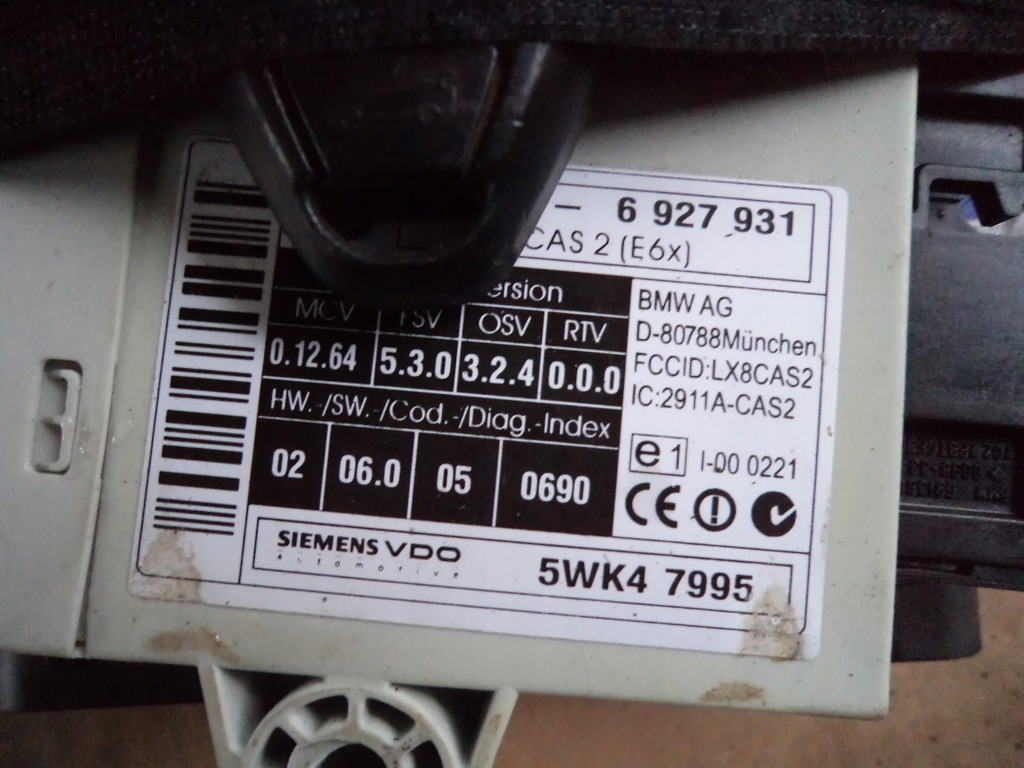 – 6 927 931
CAS 2 (E6x)
ersion
MCV FSV OSV RTV
0.12.64 5.3.0 3.2.4 0.0.0
HW.-/SW.-/Cod.-/Diag.-Index
02 06.0 05 0690
BMW AG
D-80788München
FCCID:LX8CAS2
IC:2911A-CAS2
e1 I-00 0221
CE
SIEMENS VDO
Automotive
5WK4 7995